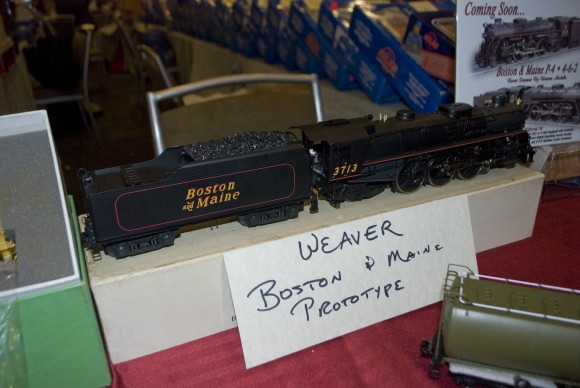 Coming Soon...
Boston & Maine P-4 • 4-6-2
Boston
and Maine
3713
WEAVER
BOSTON & MAINE
PROTOTYPE